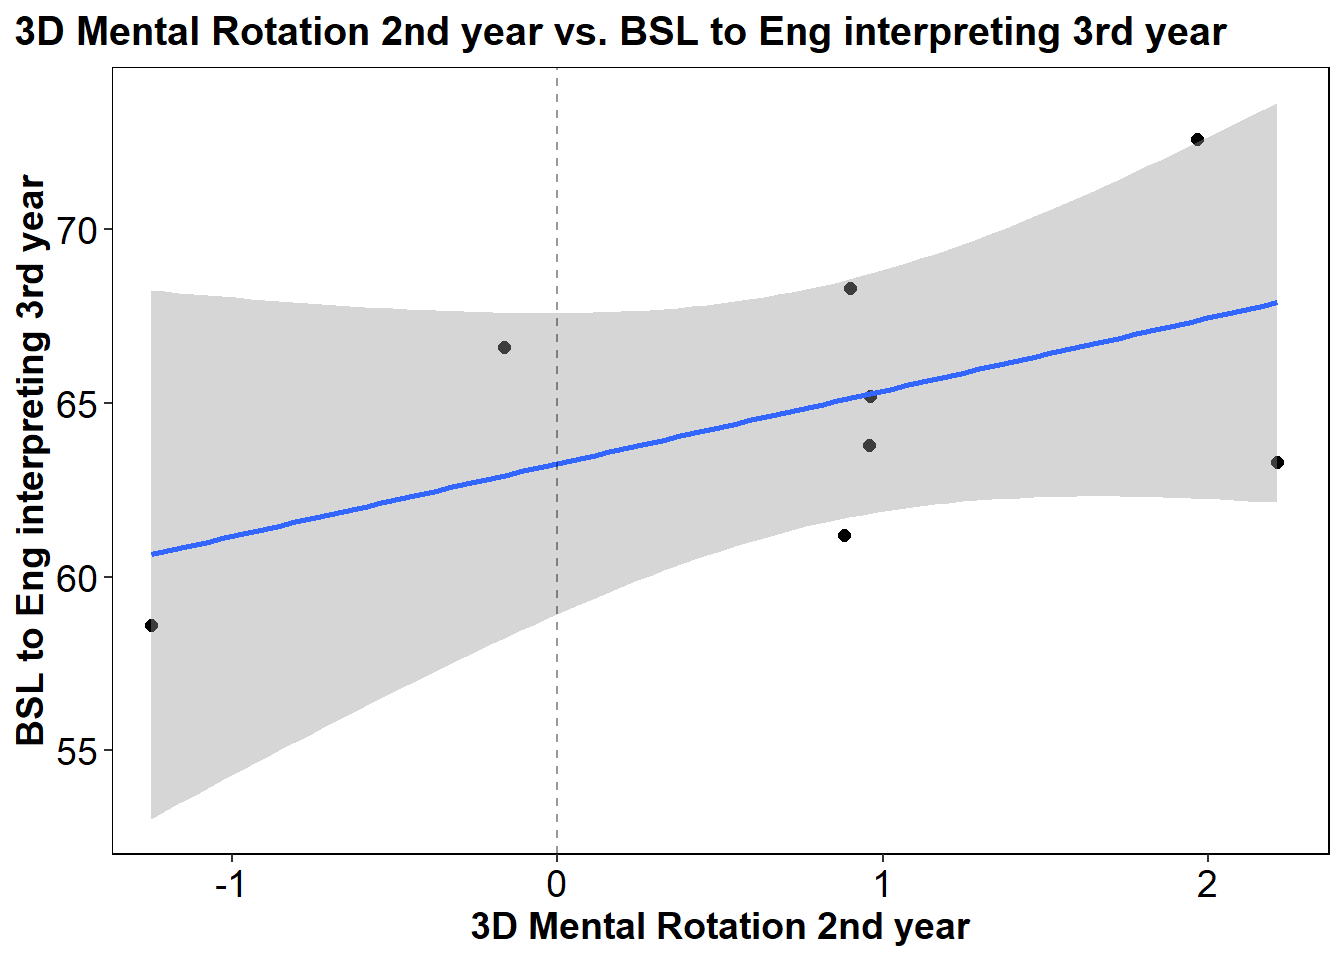 3D Mental Rotation 2nd year vs. BSL to Eng interpreting 3rd year
BSL to Eng interpreting 3rd year
70
65
60
55
-1 0 1 2
3D Mental Rotation 2nd year